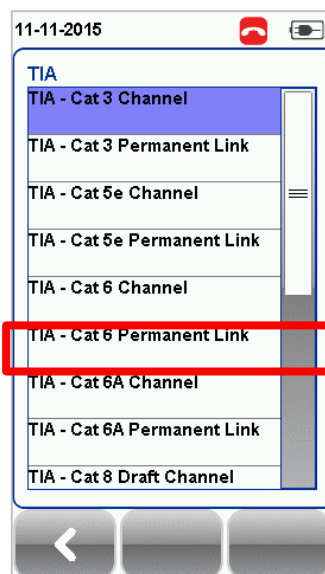 11-11-2015
TIA
TIA - Cat 3 Channel
TIA - Cat 3 Permanent Link
TIA - Cat 5e Channel
TIA - Cat 5e Permanent Link
TIA - Cat 6 Channel
TIA - Cat 6 Permanent Link
TIA - Cat 6A Channel
TIA - Cat 6A Permanent Link
TIA - Cat 8 Draft Channel